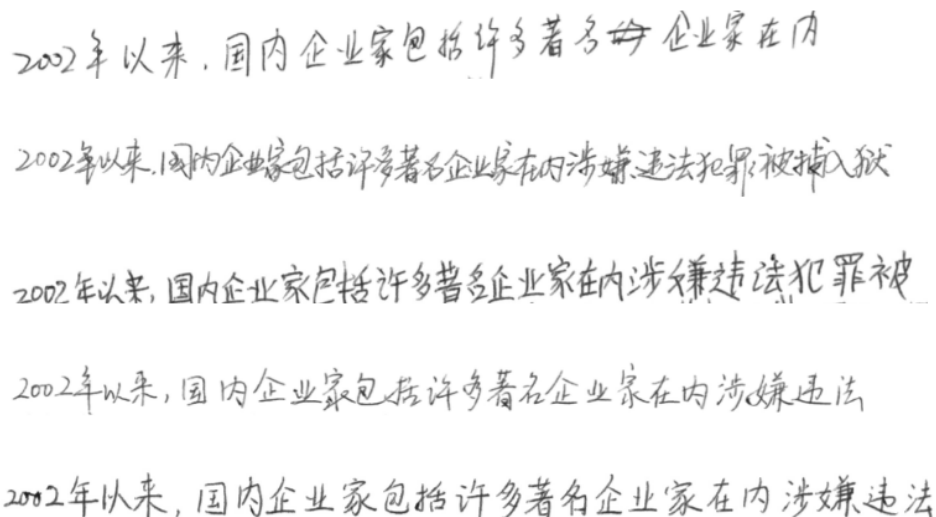 2002年以来,国内企业家包括许多著名企业家在内
2002年以来,国内企业家包括许多著名企业家在内涉嫌违法犯罪被捕入狱
2002年以来,国内企业家包括许多著名企业家在内涉嫌违法犯罪被
2002年以来,国内企业家包括许多著名企业家在内涉嫌违法
2002年以来,国内企业家包括许多著名企业家在内涉嫌违法